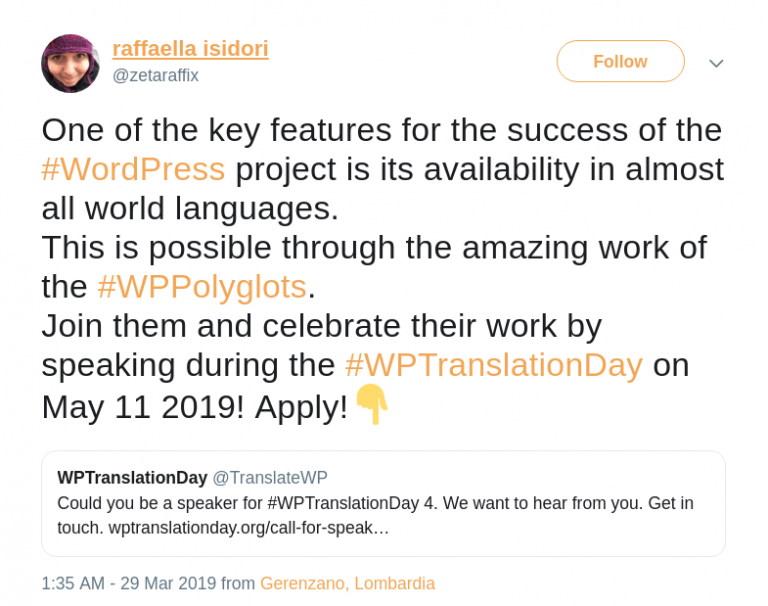 raffaella isidori
@zetaraffix
Follow
One of the key features for the success of the
#WordPress project is its availability in almost
all world languages.
This is possible through the amazing work of
the #WPPolyglots.
Join them and celebrate their work by
speaking during the #WPTranslationDay on
May 11 2019! Apply!👇
WPTranslationDay @TranslateWP
Could you be a speaker for #WPTranslationDay 4. We want to hear from you. Get in
touch. wptranslationday.org/call-for-speak…
1:35 AM - 29 Mar 2019 from Gerenzano, Lombardia